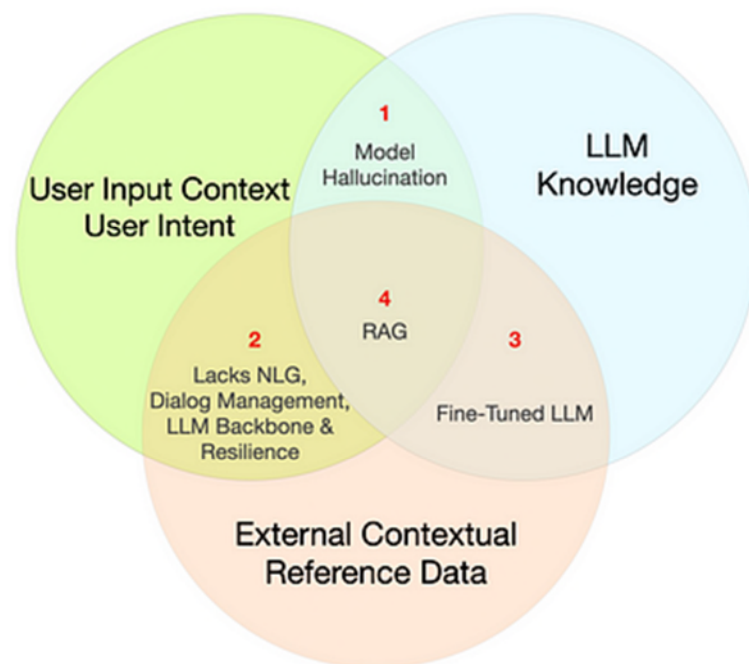 1
Model
Hallucination
LLM
Knowledge
User Input Context
User Intent
4
RAG
2
Lacks NLG,
Dialog Management,
LLM Backbone &
Resilience
3
Fine-Tuned LLM
External Contextual
Reference Data